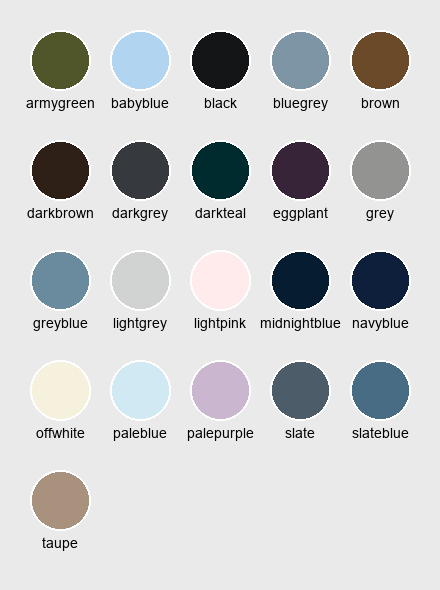 armygreen babyblue black bluegrey brown
darkbrown darkgrey darkteal eggplant grey
greyblue lightgrey lightpink midnightblue navyblue
offwhite paleblue palepurple slate slateblue
taupe